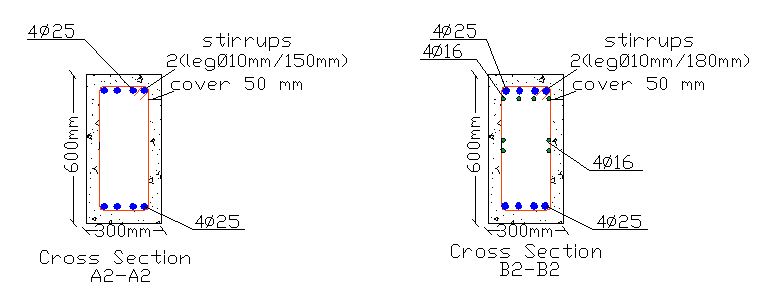 4Ø25
stirrups
2(legØ10mm/150mm)
cover 50 mm
600mm
4Ø25
300mm
Cross Section
A2-A2
4Ø25
4Ø16
stirrups
2(legØ10mm/180mm)
cover 50 mm
600mm
4Ø16
4Ø25
300mm
Cross Section
B2-B2